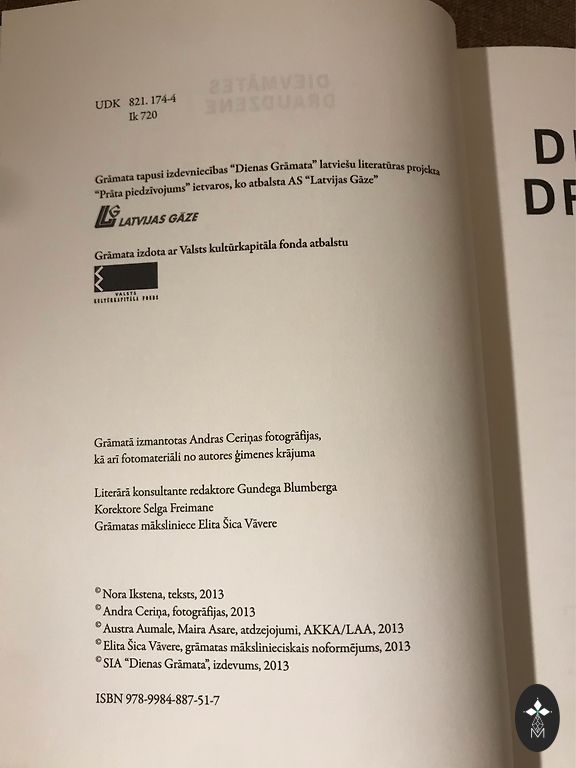 UDK 821. 174-4
Ik 720
Grāmata tapusi izdevniecības “Dienas Grāmata” latviešu literatūras projekta
“Prāta piedzīvojums” ietvaros, ko atbalsta AS “Latvijas Gāze”
LG LATVIJAS GĀZE
Grāmata izdota ar Valsts kultūrkapitāla fonda atbalstu
VALSTS
KULTŪRKAPITĀLA FONDS
Grāmatā izmantotas Andras Ceriņas fotogrāfijas,
kā arī fotomateriāli no autores ģimenes krājuma
Literārā konsultante redaktore Gundega Blumberga
Korektore Selga Freimane
Grāmatas māksliniece Elita Šica Vāvere
© Nora Ikstena, teksts, 2013
© Andra Ceriņa, fotogrāfijas, 2013
© Austra Aumale, Maira Asare, atdzejojumi, AKKA/LAA, 2013
© Elita Šica Vāvere, grāmatas mākslinieciskais noformējums, 2013
© SIA “Dienas Grāmata”, izdevums, 2013
ISBN 978-9984-887-51-7
DIEVMĀTES
DRAUDZENE
M